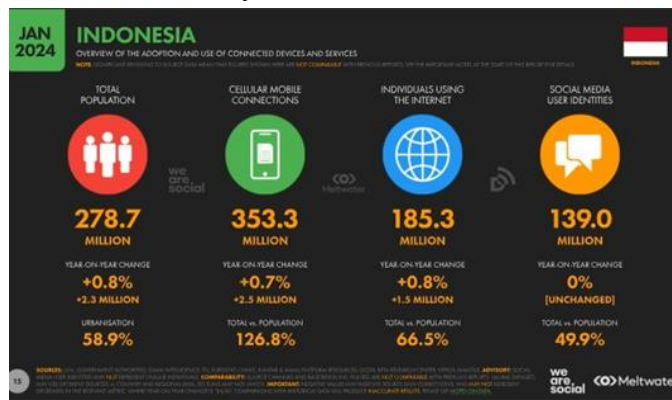 JAN
2024
INDONESIA
OVERVIEW OF THE ADOPTION AND USE OF CONNECTED DEVICES AND SERVICES
INDONESIA
TOTAL
POPULATION
CELLULAR MOBILE
CONNECTIONS
INDIVIDUALS USING
THE INTERNET
SOCIAL MEDIA
USER IDENTITIES
we
are
social
Meltwater
278.7
MILLION
353.3
MILLION
185.3
MILLION
139.0
MILLION
YEAR-ON-YEAR CHANGE
+0.8%
+2.3 MILLION
YEAR-ON-YEAR CHANGE
+0.7%
+2.5 MILLION
YEAR-ON-YEAR CHANGE
+0.8%
+1.5 MILLION
YEAR-ON-YEAR CHANGE
0%
[UNCHANGED]
URBANISATION
58.9%
TOTAL vs. POPULATION
126.8%
TOTAL vs. POPULATION
66.5%
TOTAL vs. POPULATION
49.9%
15
we
are
social
Meltwater